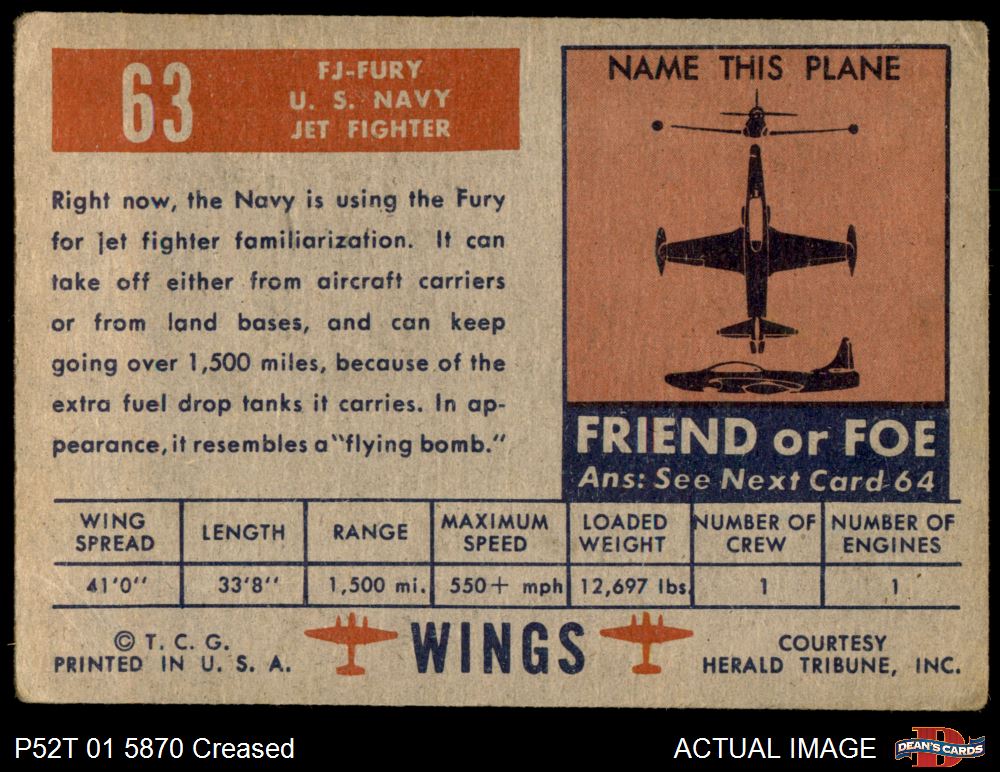 63
FJ-FURY
U. S. NAVY
JET FIGHTER
Right now, the Navy is using the Fury
for jet fighter familiarization. It can
take off either from aircraft carriers
or from land bases, and can keep
going over 1,500 miles, because of the
extra fuel drop tanks it carries. In ap-
pearance, it resembles a "flying bomb."
NAME THIS PLANE
FRIEND or FOE
Ans: See Next Card 64
WING SPREAD LENGTH RANGE MAXIMUM SPEED LOADED WEIGHT NUMBER OF CREW NUMBER OF ENGINES
41'0'' 33'8'' 1,500 mi. 550+ mph 12,697 lbs. 1 1
© T. C. G.
PRINTED IN U. S. A.
WINGS
COURTESY
HERALD TRIBUNE, INC.
P52T 01 5870 Creased
ACTUAL IMAGE
D
DEAN'S CARDS